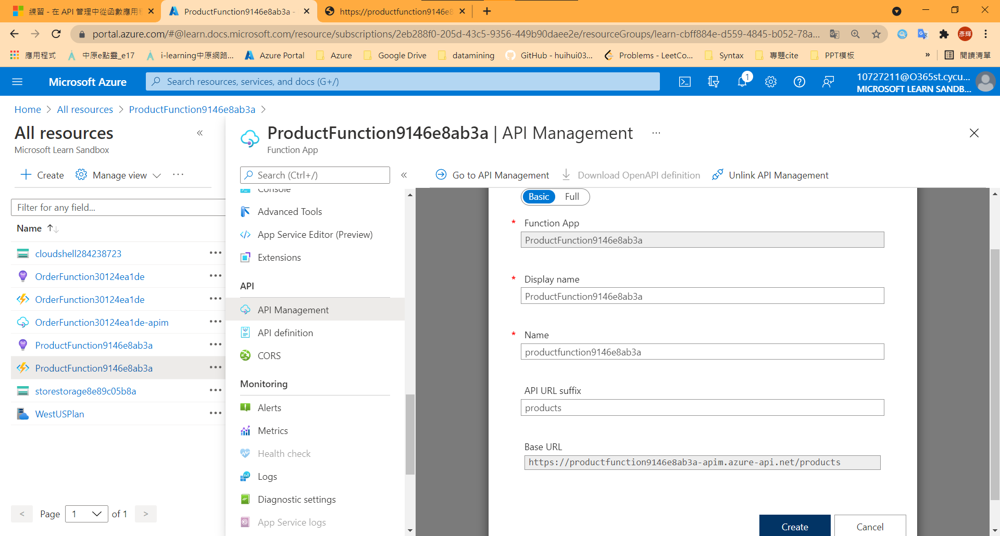 練習 - 在 API 管理中從函數應用程
ProductFunction9146e8ab3a -
https://productfunction9146e8
portal.azure.com/#@learn.docs.microsoft.com/resource/subscriptions/2eb288f0-205d-43c5-9356-449b90daee2e/resourceGroups/learn-cbff884e-d559-4845-b052-78a...
彥輝
應用程式
中原e點靈_e17
i-learning中原網路...
Azure Portal
Azure
Google Drive
datamining
GitHub - huihui03...
Problems - LeetCo...
Syntax
專題cite
PPT模板
»
閱讀清單
Microsoft Azure
Search resources, services, and docs (G+/)
1
10727211@O365st.cycu...
MICROSOFT LEARN SANDB...
Home > All resources > ProductFunction9146e8ab3a >
All resources
«
Microsoft Learn Sandbox
Create
Manage view
...
Filter for any field...
Name ↑↓
cloudshell284238723
OrderFunction30124ea1de
OrderFunction30124ea1de
OrderFunction30124ea1de-apim
ProductFunction9146e8ab3a
ProductFunction9146e8ab3a
storestorage8e89c05b8a
WestUSPlan
< Page 1 of 1 >
ProductFunction9146e8ab3a | API Management
...
Function App
Search (Ctrl+/)
«
Console
Advanced Tools
App Service Editor (Preview)
Extensions
API
API Management
API definition
CORS
Monitoring
Alerts
Metrics
Health check
Logs
Diagnostic settings
App Service logs
Go to API Management
Download OpenAPI definition
Unlink API Management
Basic Full
* Function App
ProductFunction9146e8ab3a
* Display name
ProductFunction9146e8ab3a
* Name
productfunction9146e8ab3a
API URL suffix
products
Base URL
https://productfunction9146e8ab3a-apim.azure-api.net/products
Create
Cancel